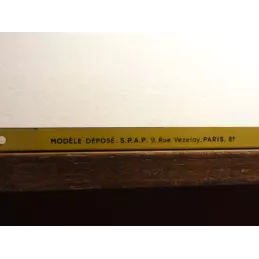 MODÈLE DÉPOSÉ. S.P.A.P. 9, Rue Vezelay, PARIS, 8e